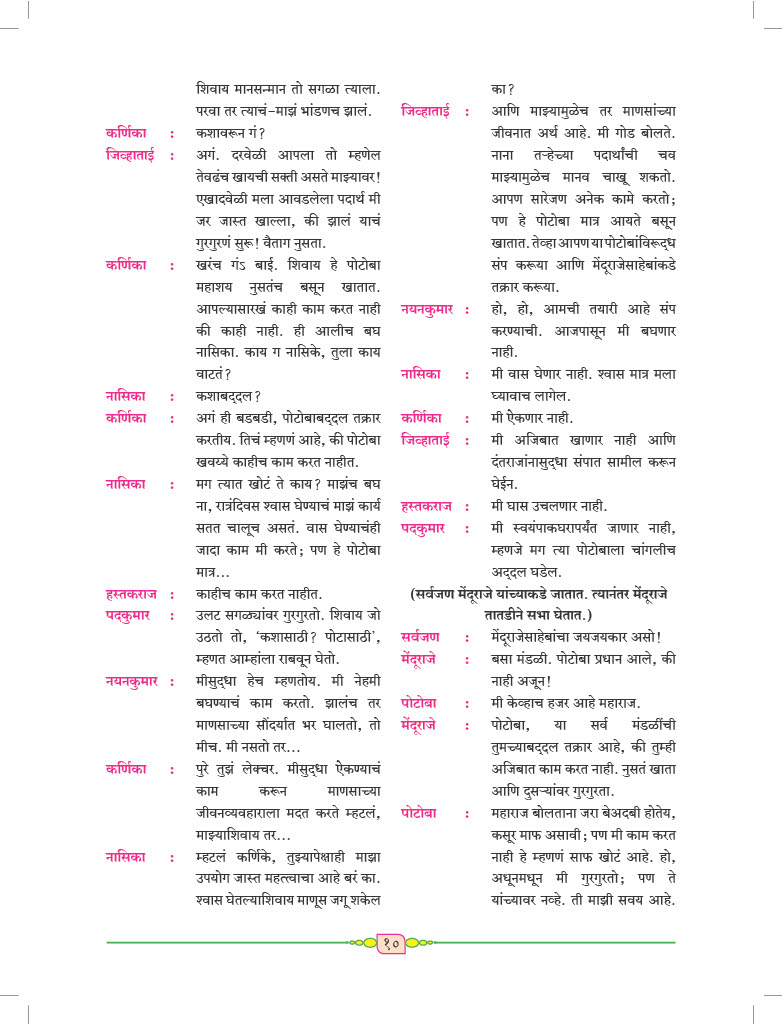 शिवाय मानसन्मान तो सगळा त्याला.
परवा तर त्याचं-माझं भांडणच झालं.
कर्णिका : कशावरून गं?
जिव्हाताई : अगं. दरवेळी आपला तो म्हणेल
तेवढंच खायची सक्ती असते माझ्यावर!
एखादवेळी मला आवडलेला पदार्थ मी
जर जास्त खाल्ला, की झालं याचं
गुरगुरणं सुरू! वैताग नुसता.
कर्णिका : खरंच गंऽ बाई. शिवाय हे पोटोबा
महाशय नुसतंच बसून खातात.
आपल्यासारखं काही काम करत नाही
की काही नाही. ही आलीच बघ
नासिका. काय ग नासिके, तुला काय
वाटतं?
नासिका : कशाबद्दल?
कर्णिका : अगं ही बडबडी, पोटोबाबद्दल तक्रार
करतीय. तिचं म्हणणं आहे, की पोटोबा
खवय्ये काहीच काम करत नाहीत.
नासिका : मग त्यात खोटं ते काय? माझंच बघ
ना, रात्रंदिवस श्वास घेण्याचं माझं कार्य
सतत चालूच असतं. वास घेण्याचंही
जादा काम मी करते; पण हे पोटोबा
मात्र...
हस्तकराज : काहीच काम करत नाहीत.
पदकुमार : उलट सगळ्यांवर गुरगुरतो. शिवाय जो
उठतो तो, ‘कशासाठी? पोटासाठी’,
म्हणत आम्हांला राबवून घेतो.
नयनकुमार : मीसुद्धा हेच म्हणतोय. मी नेहमी
बघण्याचं काम करतो. झालंच तर
माणसाच्या सौंदर्यात भर घालतो, तो
मीच. मी नसतो तर...
कर्णिका : पुरे तुझं लेक्चर. मीसुद्धा ऐकण्याचं
काम करून माणसाच्या
जीवनव्यवहाराला मदत करते म्हटलं,
माझ्याशिवाय तर...
नासिका : म्हटलं कर्णिके, तुझ्यापेक्षाही माझा
उपयोग जास्त महत्त्वाचा आहे बरं का.
श्वास घेतल्याशिवाय माणूस जगू शकेल
का?
जिव्हाताई : आणि माझ्यामुळेच तर माणसांच्या
जीवनात अर्थ आहे. मी गोड बोलते.
नाना तऱ्हेच्या पदार्थांची चव
माझ्यामुळेच मानव चाखू शकतो.
आपण सारेजण अनेक कामे करतो;
पण हे पोटोबा मात्र आयते बसून
खातात. तेव्हा आपण या पोटोबांविरूद्ध
संप करूया आणि मेंदूराजेसाहेबांकडे
तक्रार करूया.
नयनकुमार : हो, हो, आमची तयारी आहे संप
करण्याची. आजपासून मी बघणार
नाही.
नासिका : मी वास घेणार नाही. श्वास मात्र मला
घ्यावाच लागेल.
कर्णिका : मी ऐकणार नाही.
जिव्हाताई : मी अजिबात खाणार नाही आणि
दंतराजांनासुद्धा संपात सामील करून
घेईन.
हस्तकराज : मी घास उचलणार नाही.
पदकुमार : मी स्वयंपाकघरापर्यंत जाणार नाही,
म्हणजे मग त्या पोटोबाला चांगलीच
अद्दल घडेल.
(सर्वजण मेंदूराजे यांच्याकडे जातात. त्यानंतर मेंदूराजे
तातडीने सभा घेतात.)
सर्वजण : मेंदूराजेसाहेबांचा जयजयकार असो!
मेंदूराजे : बसा मंडळी. पोटोबा प्रधान आले, की
नाही अजून!
पोटोबा : मी केव्हाच हजर आहे महाराज.
मेंदूराजे : पोटोबा, या सर्व मंडळींची
तुमच्याबद्दल तक्रार आहे, की तुम्ही
अजिबात काम करत नाही. नुसतं खाता
आणि दुसऱ्यांवर गुरगुरता.
पोटोबा : महाराज बोलताना जरा बेअदबी होतेय,
कसूर माफ असावी; पण मी काम करत
नाही हे म्हणणं साफ खोटं आहे. हो,
अधूनमधून मी गुरगुरतो; पण ते
यांच्यावर नव्हे. ती माझी सवय आहे.
१०